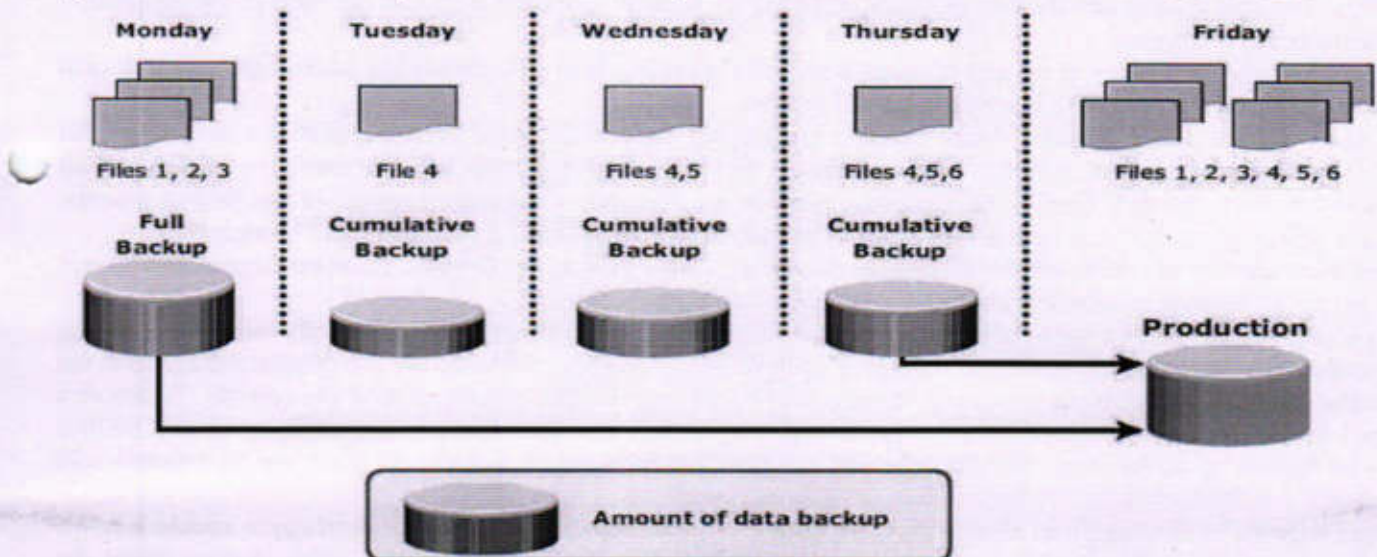 Monday
Tuesday
Wednesday
Thursday
Friday
Files 1, 2, 3
File 4
Files 4,5
Files 4,5,6
Files 1, 2, 3, 4, 5, 6
Full
Backup
Cumulative
Backup
Cumulative
Backup
Cumulative
Backup
Production
Amount of data backup